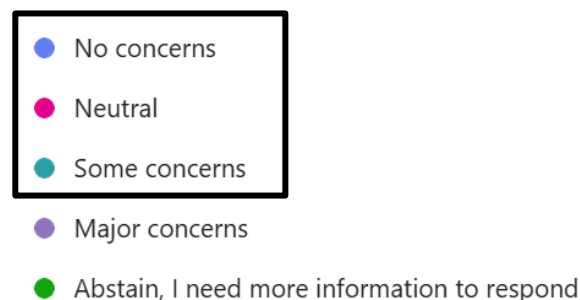 No concerns
Neutral
Some concerns
Major concerns
Abstain, I need more information to respond